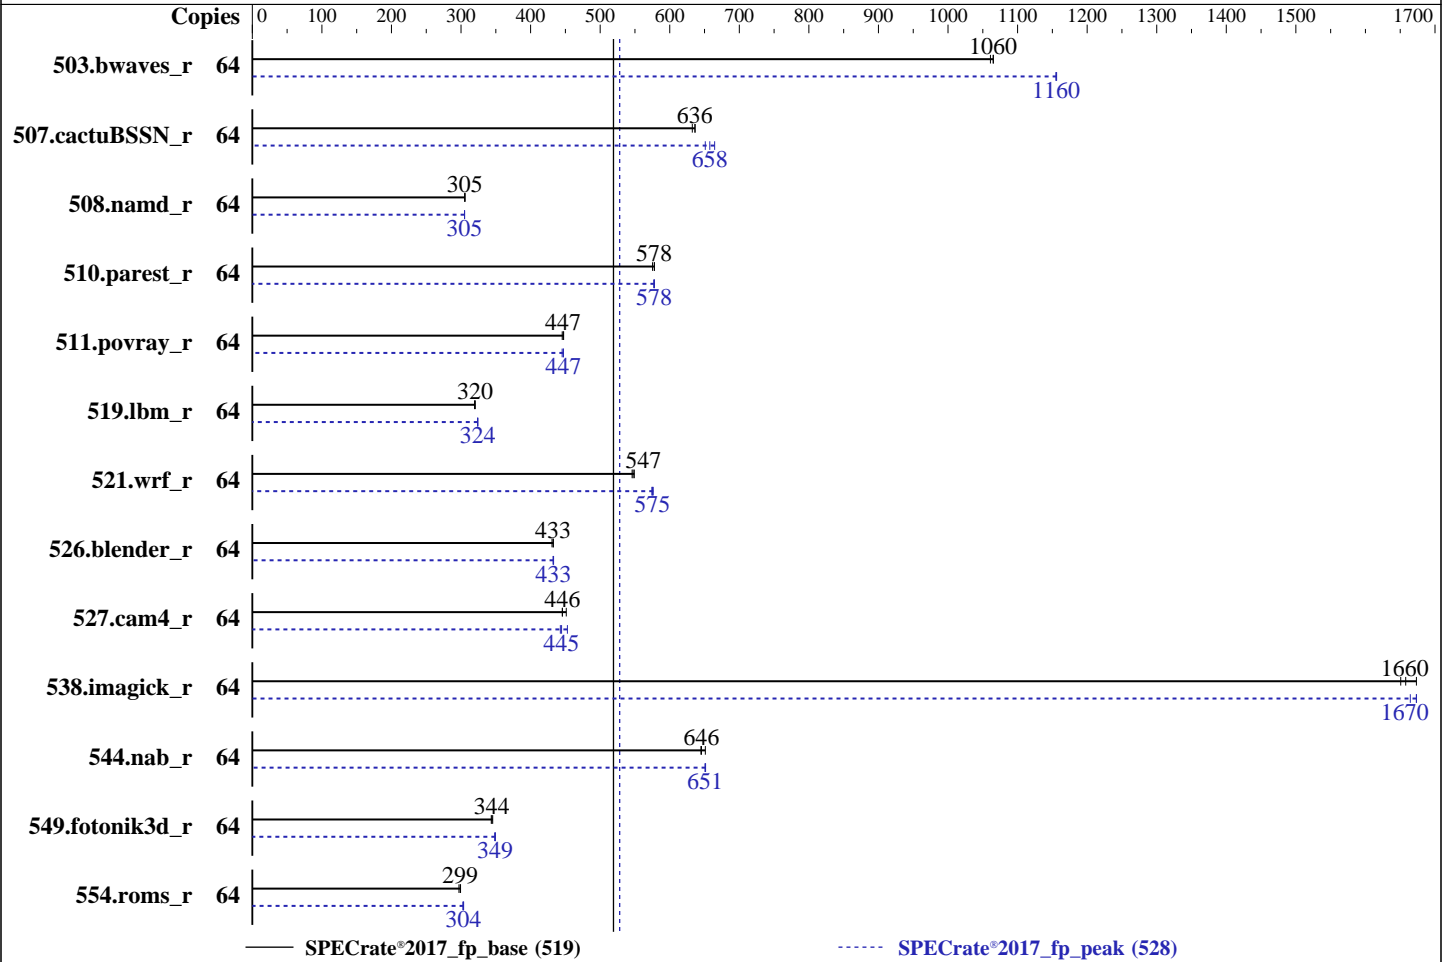 Copies 0 100 200 300 400 500 600 700 800 900 1000 1100 1200 1300 1400 1500 1700
1060
503.bwaves_r 64
1160
636
507.cactuBSSN_r 64
658
305
508.namd_r 64
305
578
510.parest_r 64
578
447
511.povray_r 64
447
320
519.lbm_r 64
324
547
521.wrf_r 64
575
433
526.blender_r 64
433
446
527.cam4_r 64
445
1660
538.imagick_r 64
1670
646
544.nab_r 64
651
344
549.fotonik3d_r 64
349
299
554.roms_r 64
304
SPECrate®2017_fp_base (519) SPECrate®2017_fp_peak (528)